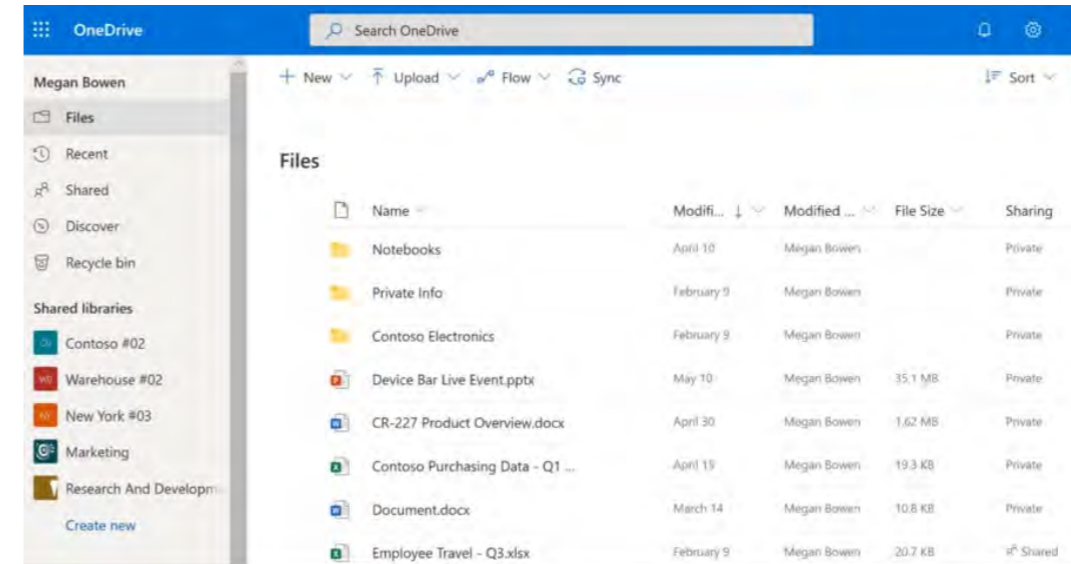 OneDrive
Search OneDrive
Megan Bowen
Files
Recent
Shared
Discover
Recycle bin
Shared libraries
Contoso #02
Warehouse #02
New York #03
Marketing
Research And Developm
Create new
New Upload Flow Sync Sort
Files
Name Modifi... Modified ... File Size Sharing
Notebooks April 10 Megan Bowen Private
Private Info February 9 Megan Bowen Private
Contoso Electronics February 9 Megan Bowen Private
Device Bar Live Event.pptx May 10 Megan Bowen 35.1 MB Private
CR-227 Product Overview.docx April 30 Megan Bowen 1.62 MB Private
Contoso Purchasing Data - Q1 ... April 15 Megan Bowen 19.3 KB Private
Document.docx March 14 Megan Bowen 10.8 KB Private
Employee Travel - Q3.xlsx February 9 Megan Bowen 20.7 KB Shared